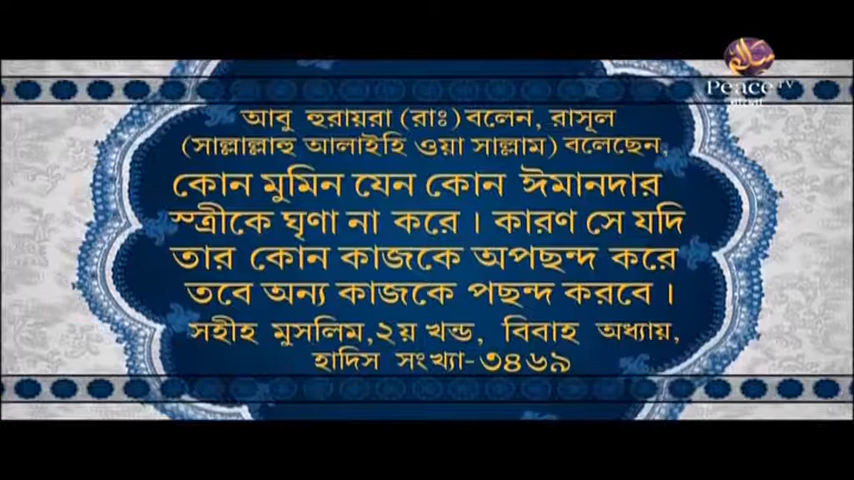 Peace TV
বাংলা
আবু হুরায়রা (রাঃ) বলেন, রাসূল
(সাল্লাল্লাহু আলাইহি ওয়া সাল্লাম) বলেছেন,
কোন মুমিন যেন কোন ঈমানদার
স্ত্রীকে ঘৃণা না করে । কারণ সে যদি
তার কোন কাজকে অপছন্দ করে
তবে অন্য কাজকে পছন্দ করবে ।
সহীহ মুসলিম,২য় খন্ড, বিবাহ অধ্যায়,
হাদিস সংখ্যা-৩৪৬৯